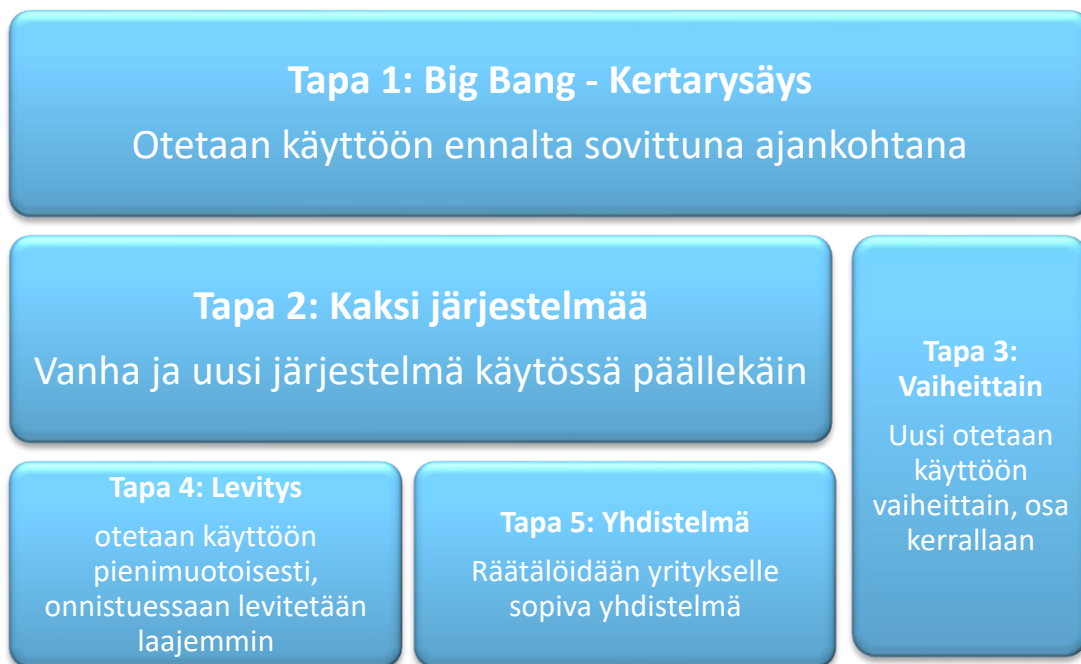 Tapa 1: Big Bang - Kertarysäys
Otetaan käyttöön ennalta sovittuna ajankohtana
Tapa 2: Kaksi järjestelmää
Vanha ja uusi järjestelmä käytössä päällekäin
Tapa 3:
Vaiheittain
Uusi otetaan
käyttöön
vaiheittain, osa
kerrallaan
Tapa 4: Levitys
otetaan käyttöön
pienimuotoisesti,
onnistuessaan levitetään
laajemmin
Tapa 5: Yhdistelmä
Räätälöidään yritykselle
sopiva yhdistelmä